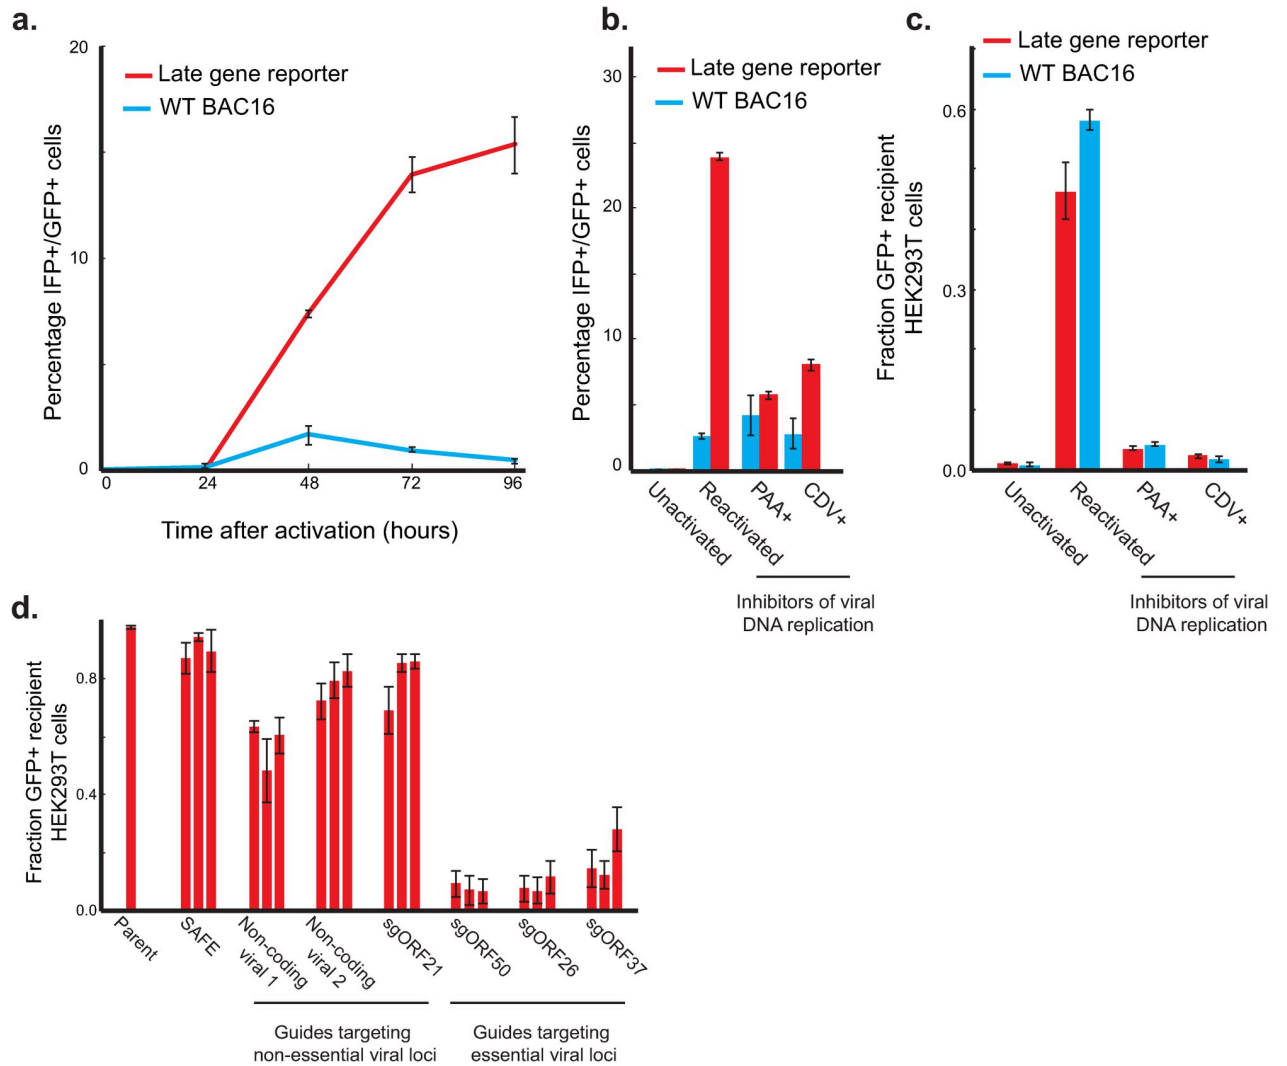 a.
20
10
0
Percentage IFP+/GFP+ cells
Late gene reporter
WT BAC16
0
24
48
72
96
Time after activation (hours)
b.
30
20
10
0
Percentage IFP+/GFP+ cells
Late gene reporter
WT BAC16
Unactivated
Reactivated
PAA+
CDV+
Inhibitors of viral
DNA replication
c.
Late gene reporter
WT BAC16
0.6
0.3
0.0
Fraction GFP+ recipient
HEK293T cells
Unactivated
Reactivated
PAA+
CDV+
Inhibitors of viral
DNA replication
d.
0.8
0.4
0.0
Fraction GFP+ recipient
HEK293T cells
Parent
SAFE
Non-coding
viral 1
Non-coding
viral 2
sgORF21
sgORF50
sgORF26
sgORF37
Guides targeting
non-essential viral loci
Guides targeting
essential viral loci